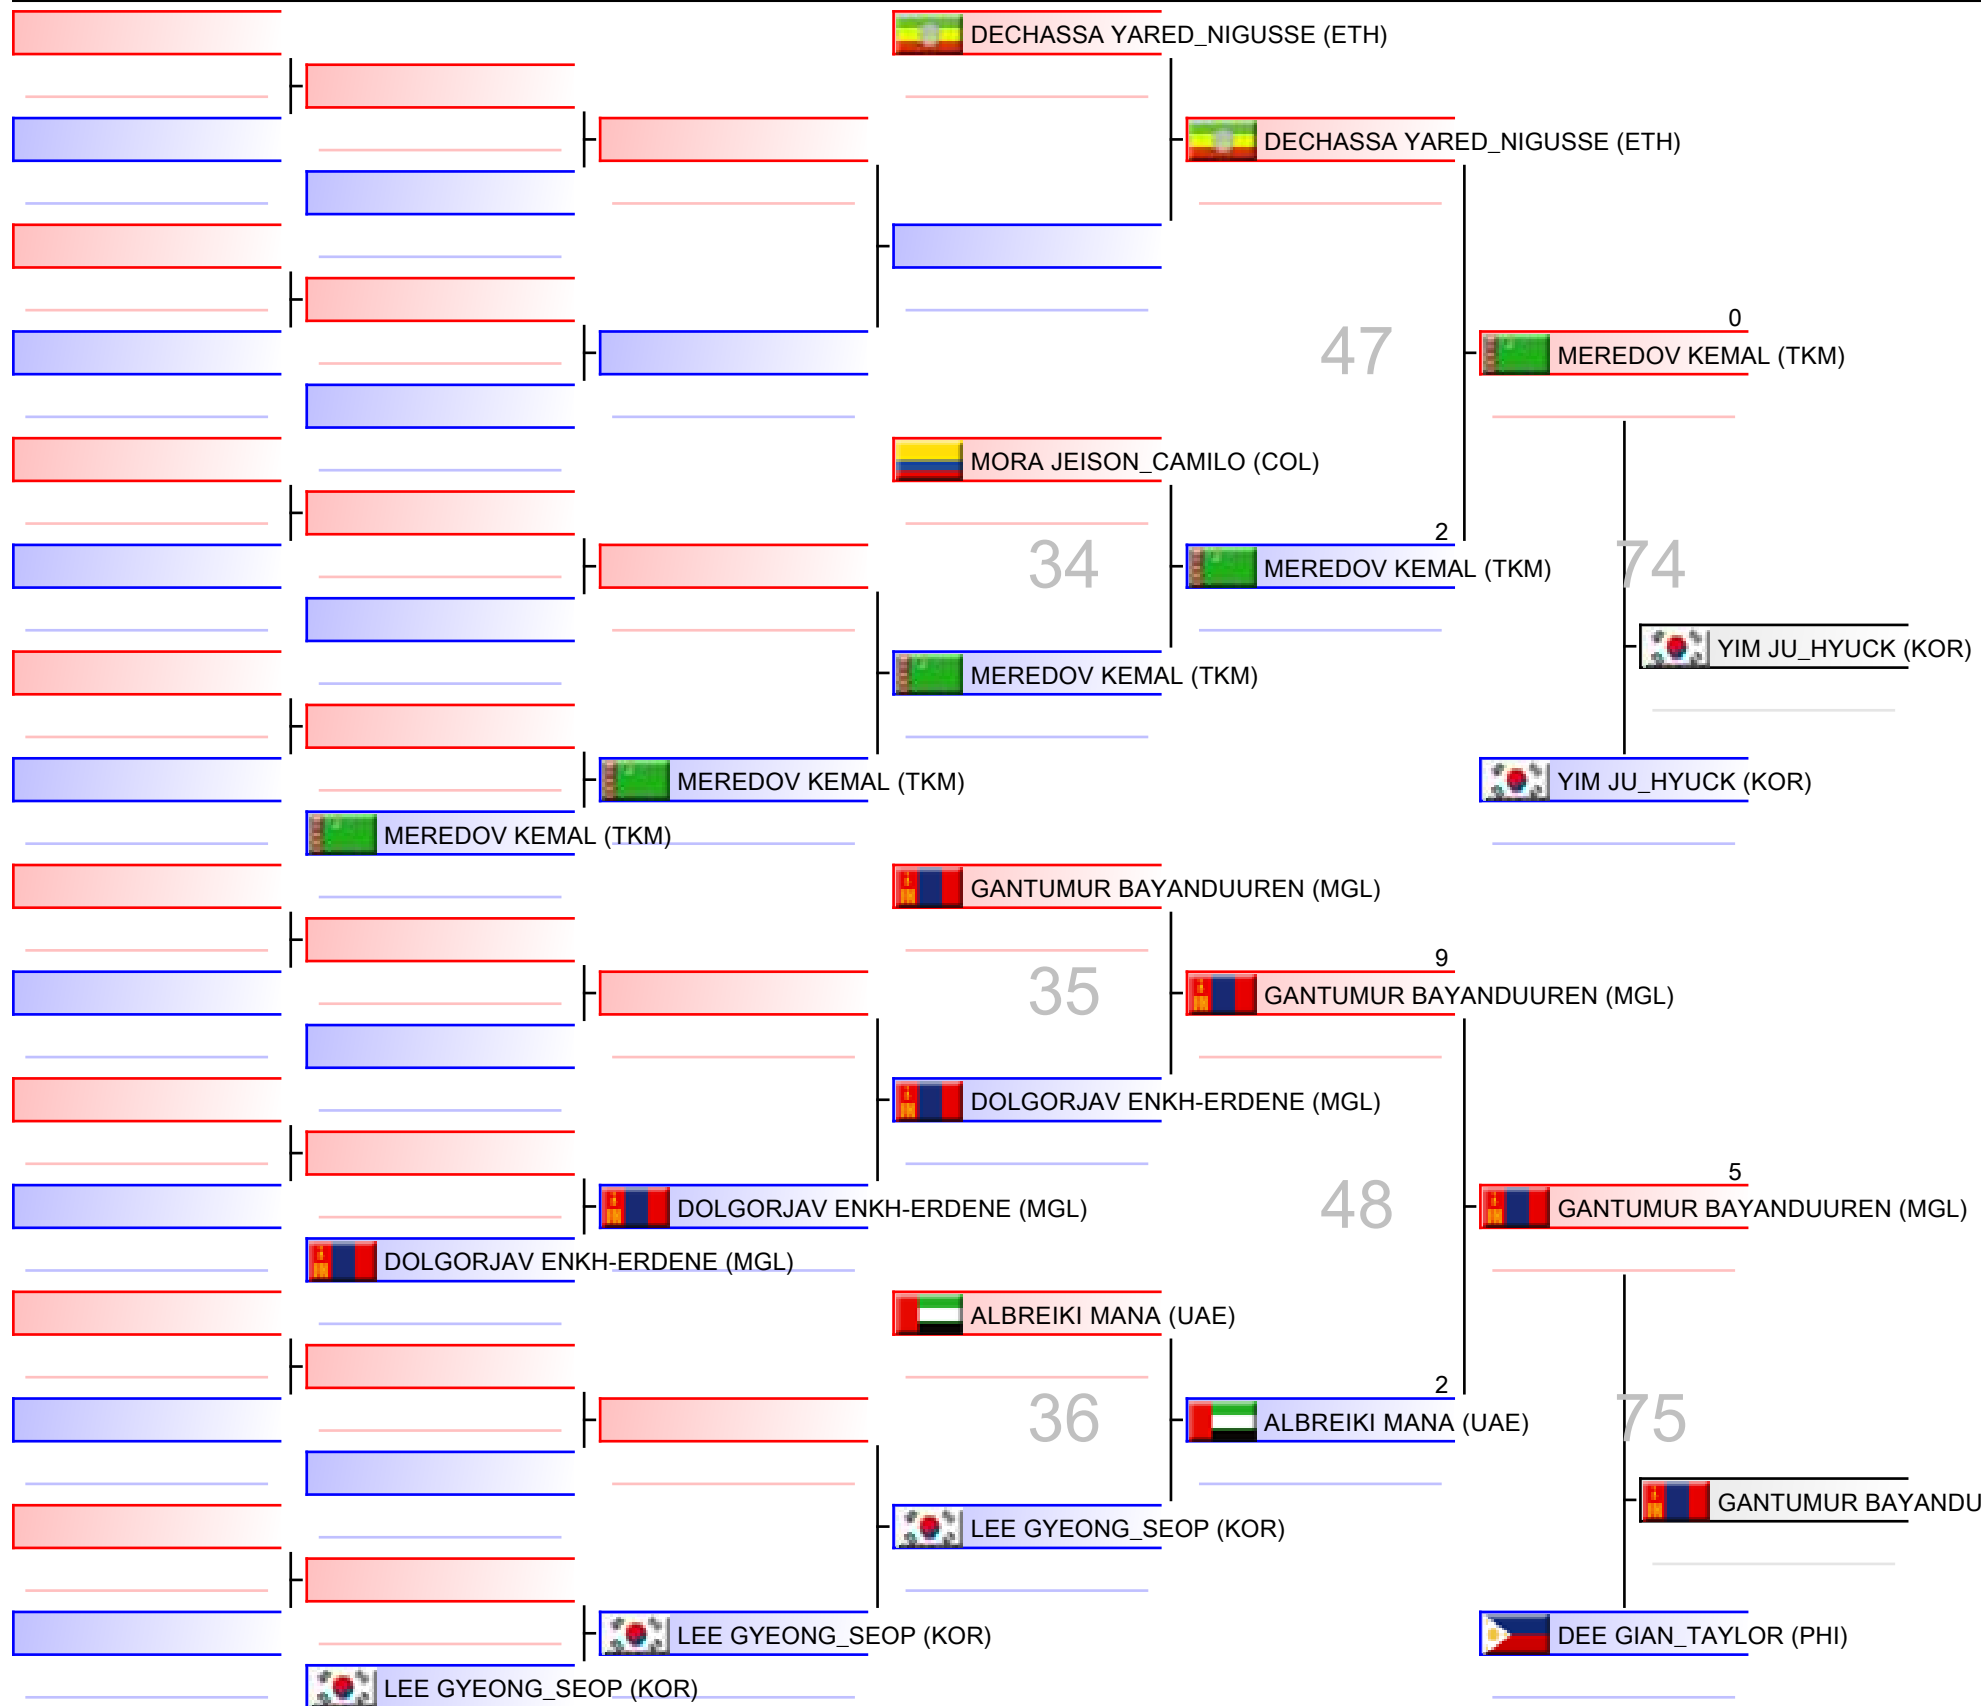 DECHASSA YARED_NIGUSSE (ETH)
DECHASSA YARED_NIGUSSE (ETH)
0
47
MEREDOV KEMAL (TKM)
MORA JEISON_CAMILO (COL)
2
34
74
MEREDOV KEMAL (TKM)
YIM JU_HYUCK (KOR)
MEREDOV KEMAL (TKM)
MEREDOV KEMAL (TKM)
YIM JU_HYUCK (KOR)
MEREDOV KEMAL (TKM)
GANTUMUR BAYANDUUREN (MGL)
9
35
GANTUMUR BAYANDUUREN (MGL)
DOLGORJAV ENKH-ERDENE (MGL)
5
48
DOLGORJAV ENKH-ERDENE (MGL)
GANTUMUR BAYANDUUREN (MGL)
DOLGORJAV ENKH-ERDENE (MGL)
ALBREIKI MANA (UAE)
2
36
75
ALBREIKI MANA (UAE)
GANTUMUR BAYANDU
LEE GYEONG_SEOP (KOR)
LEE GYEONG_SEOP (KOR)
DEE GIAN_TAYLOR (PHI)
LEE GYEONG_SEOP (KOR)